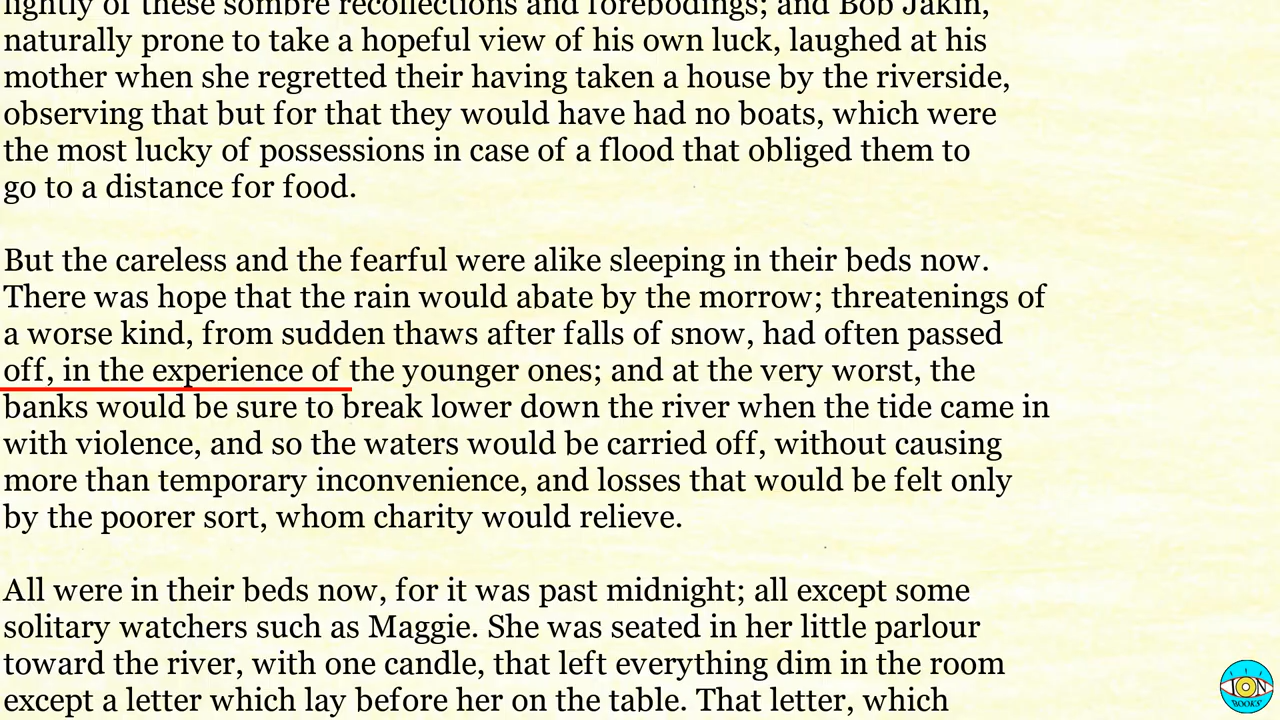 lightly of these sombre recollections and forebodings; and Bob Jakin,
naturally prone to take a hopeful view of his own luck, laughed at his
mother when she regretted their having taken a house by the riverside,
observing that but for that they would have had no boats, which were
the most lucky of possessions in case of a flood that obliged them to
go to a distance for food.
But the careless and the fearful were alike sleeping in their beds now.
There was hope that the rain would abate by the morrow; threatenings of
a worse kind, from sudden thaws after falls of snow, had often passed
off, in the experience of the younger ones; and at the very worst, the
banks would be sure to break lower down the river when the tide came in
with violence, and so the waters would be carried off, without causing
more than temporary inconvenience, and losses that would be felt only
by the poorer sort, whom charity would relieve.
All were in their beds now, for it was past midnight; all except some
solitary watchers such as Maggie. She was seated in her little parlour
toward the river, with one candle, that left everything dim in the room
except a letter which lay before her on the table. That letter, which
ION
BOOKS